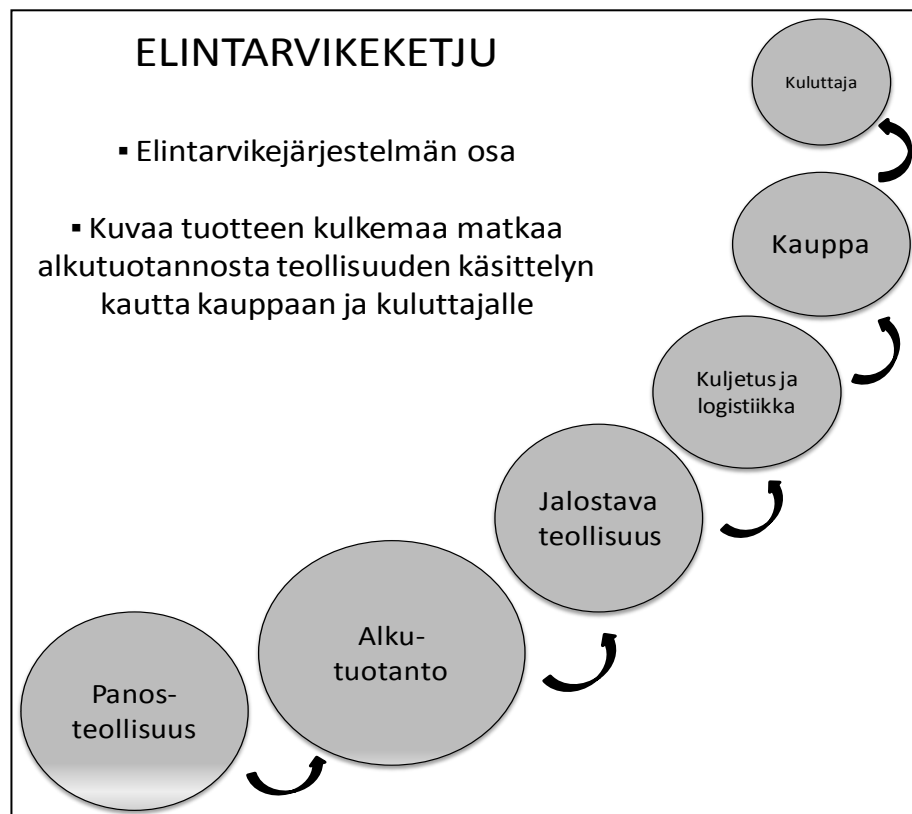 ELINTARVIKEKETJU
▪ Elintarvikejärjestelmän osa
▪ Kuvaa tuotteen kulkemaa matkaa
alkutuotannosta teollisuuden käsittelyn
kautta kauppaan ja kuluttajalle
Kuluttaja
Kauppa
Kuljetus ja
logistiikka
Jalostava
teollisuus
Alku-
tuotanto
Panos-
teollisuus